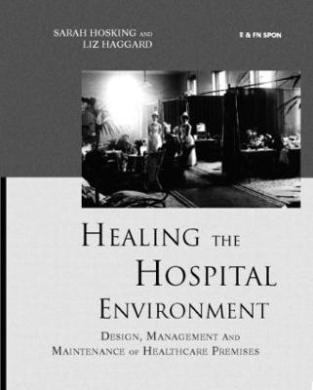 SARAH HOSKING AND
LIZ HAGGARD
E & FN SPON
HEALING THE
HOSPITAL
ENVIRONMENT
DESIGN, MANAGEMENT AND
MAINTENANCE OF HEALTHCARE PREMISES